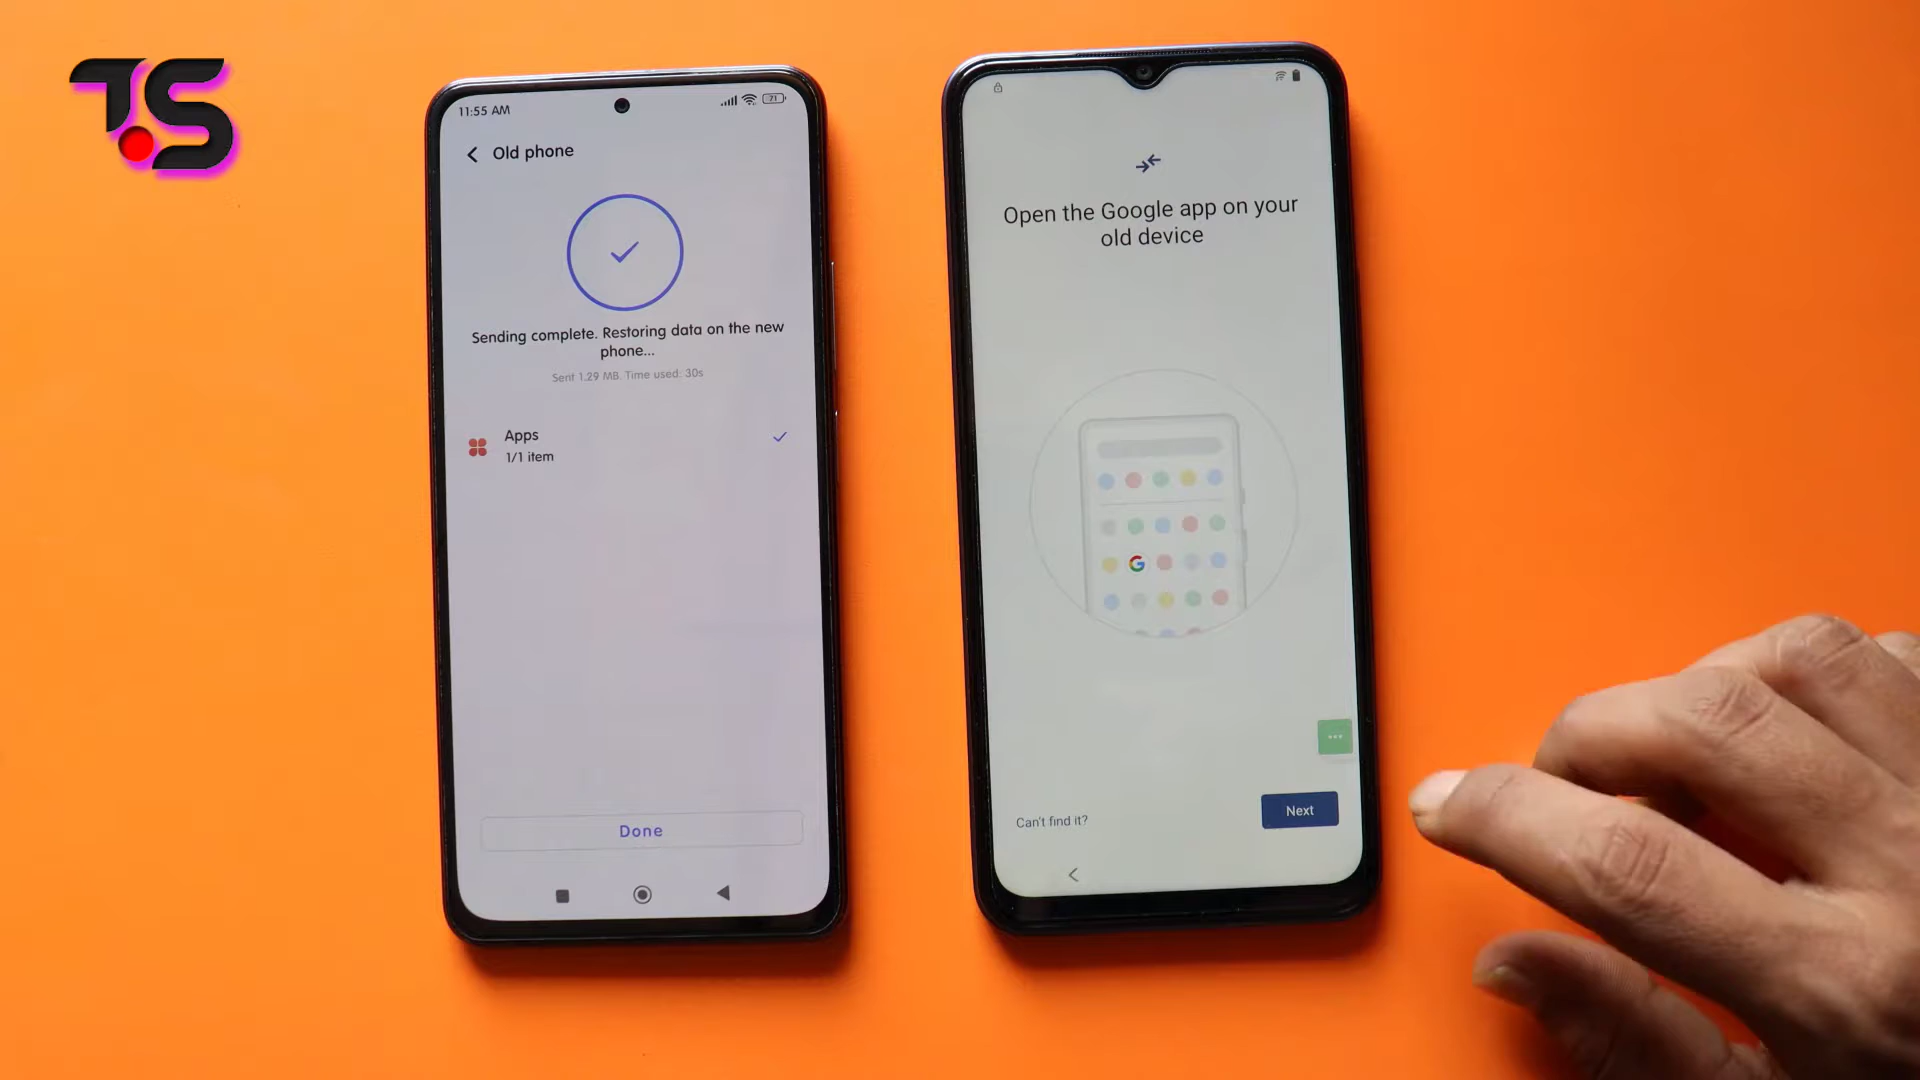 T.S
11:55 AM
71
Old phone
Sending complete. Restoring data on the new
phone...
Sent 1.29 MB. Time used: 30s
Apps
1/1 item
Done
Open the Google app on your
old device
G
Can't find it?
Next